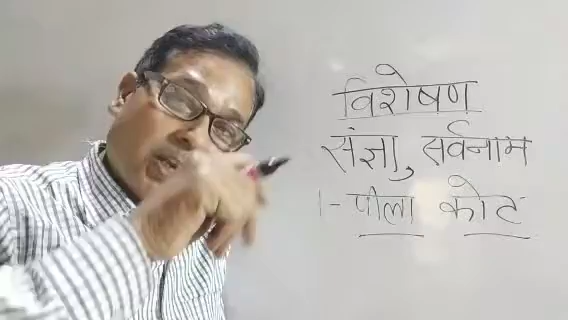 विशेषण
संज्ञा, सर्वनाम
1- पीला कोट